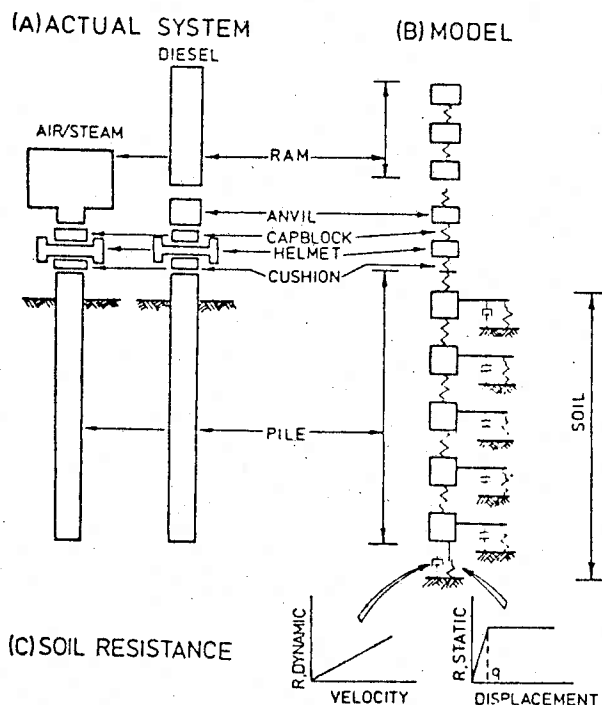 (A) ACTUAL SYSTEM
(B) MODEL
DIESEL
AIR/STEAM
RAM
ANVIL
CAPBLOCK
HELMET
CUSHION
PILE
SOIL
(C) SOIL RESISTANCE
R, DYNAMIC
VELOCITY
R, STATIC
q
DISPLACEMENT